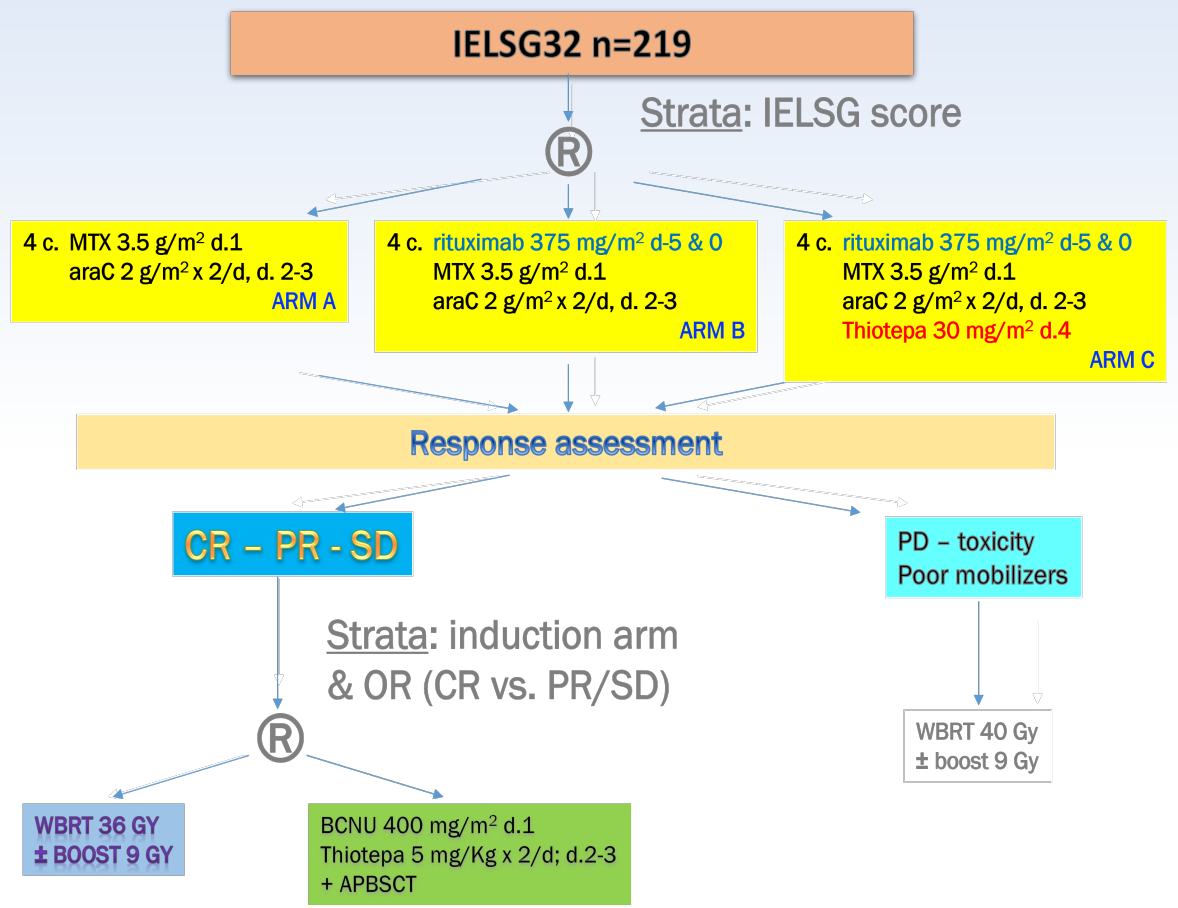 IELSG32 n=219
Strata: IELSG score
®
4 c. MTX 3.5 g/m² d.1
araC 2 g/m² x 2/d, d. 2-3
ARM A
4 c. rituximab 375 mg/m² d-5 & 0
MTX 3.5 g/m² d.1
araC 2 g/m² x 2/d, d. 2-3
ARM B
4 c. rituximab 375 mg/m² d-5 & 0
MTX 3.5 g/m² d.1
araC 2 g/m² x 2/d, d. 2-3
Thiotepa 30 mg/m² d.4
ARM C
Response assessment
CR – PR - SD
PD – toxicity
Poor mobilizers
Strata: induction arm
& OR (CR vs. PR/SD)
®
WBRT 40 Gy
± boost 9 Gy
WBRT 36 GY
± BOOST 9 GY
BCNU 400 mg/m² d.1
Thiotepa 5 mg/Kg x 2/d; d.2-3
+ APBSCT